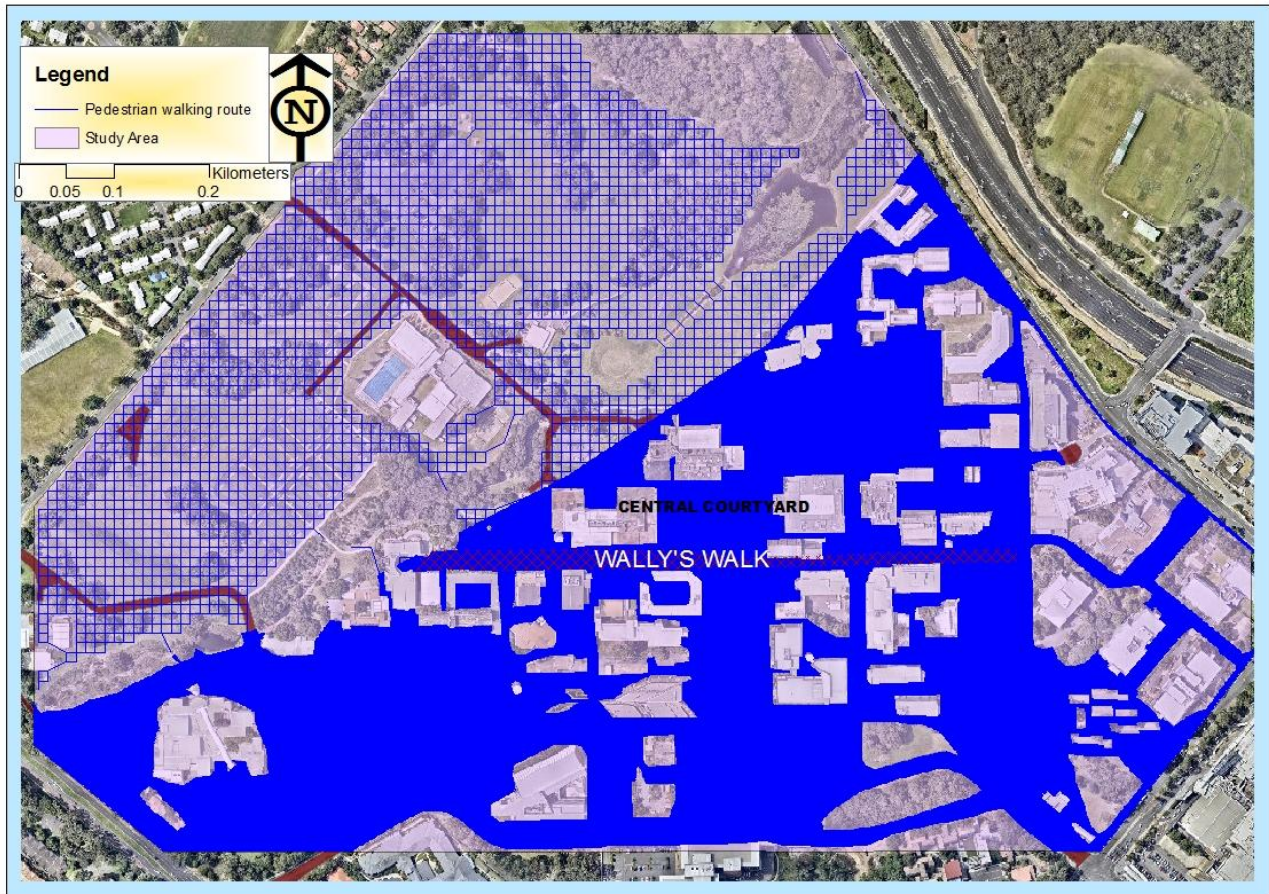 Legend
N
Pedestrian walking route
Study Area
Kilometers
0 0.05 0.1 0.2
CENTRAL COURTYARD
WALLY'S WALK